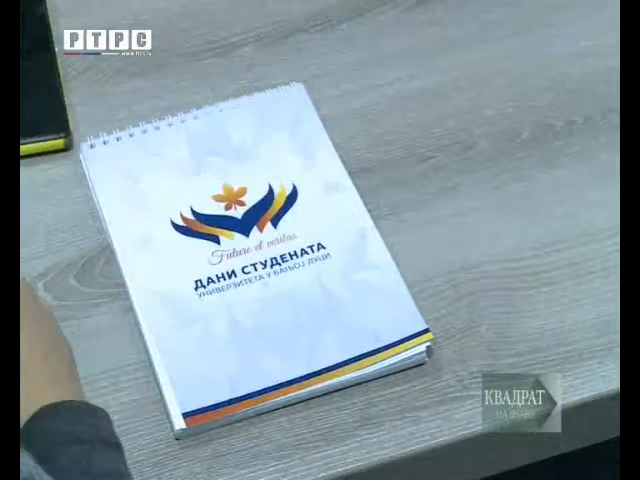 РТРС
Future et veritas
ДАНИ СТУДЕНАТА
УНИВЕРЗИТЕТА У БАЊОЈ ЛУЦИ
КВАДРАТ